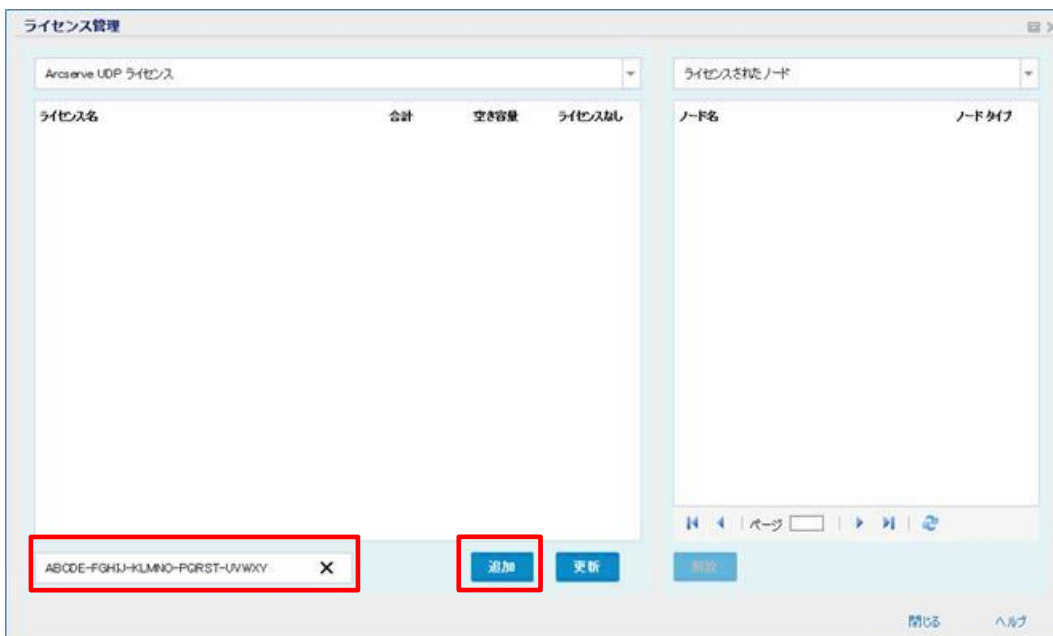 ライセンス管理
Arcserve UDP ライセンス
ライセンスされたノード
ライセンス名 合計 空き容量 ライセンスなし
ノード名 ノード タイプ
ページ
ABCDE-FGHIJ-KLMNO-PGRST-UVWXY
追加 更新 解放
閉じる ヘルプ